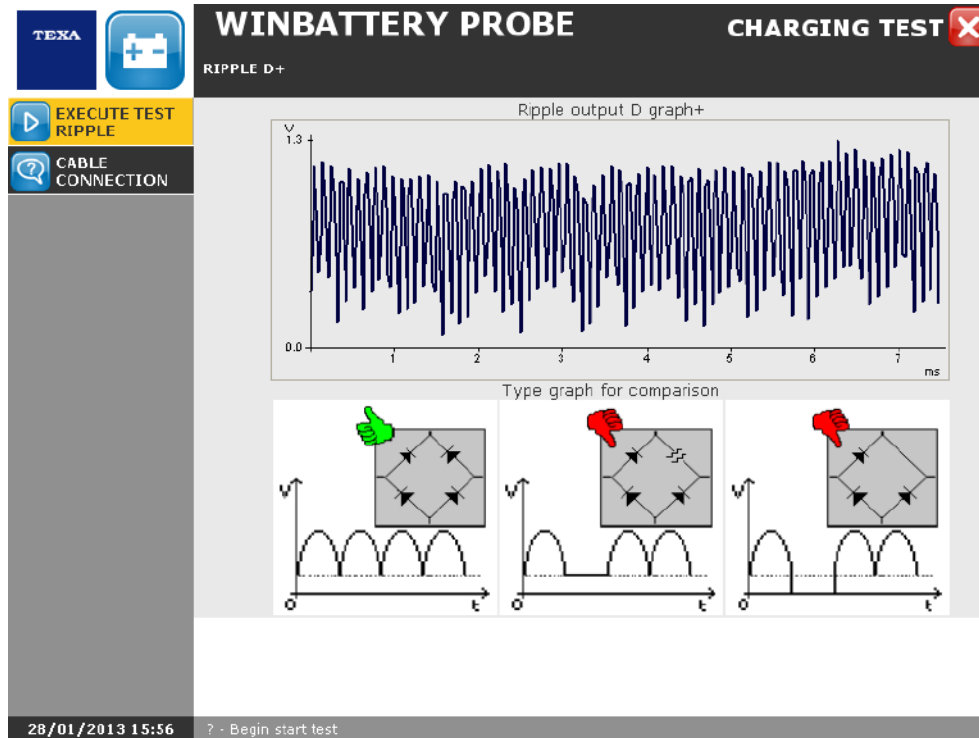 TEXA
WINBATTERY PROBE
CHARGING TEST
RIPPLE D+
EXECUTE TEST
RIPPLE
CABLE
CONNECTION
Ripple output D graph+
V
1.3
0.0
1 2 3 4 5 6 7
ms
Type graph for comparison
V V V
0 t 0 t 0 t
28/01/2013 15:56
? - Begin start test